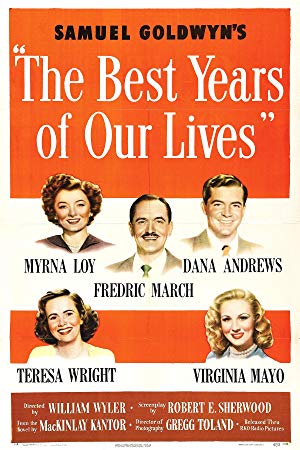 SAMUEL GOLDWYN'S
"The Best Years
of Our Lives"
MYRNA LOY
DANA ANDREWS
FREDRIC MARCH
TERESA WRIGHT
VIRGINIA MAYO
Directed by WILLIAM WYLER Screenplay by ROBERT E. SHERWOOD
From the Novel by MacKINLAY KANTOR Director of Photography GREGG TOLAND Released Thru RKO Radio Pictures